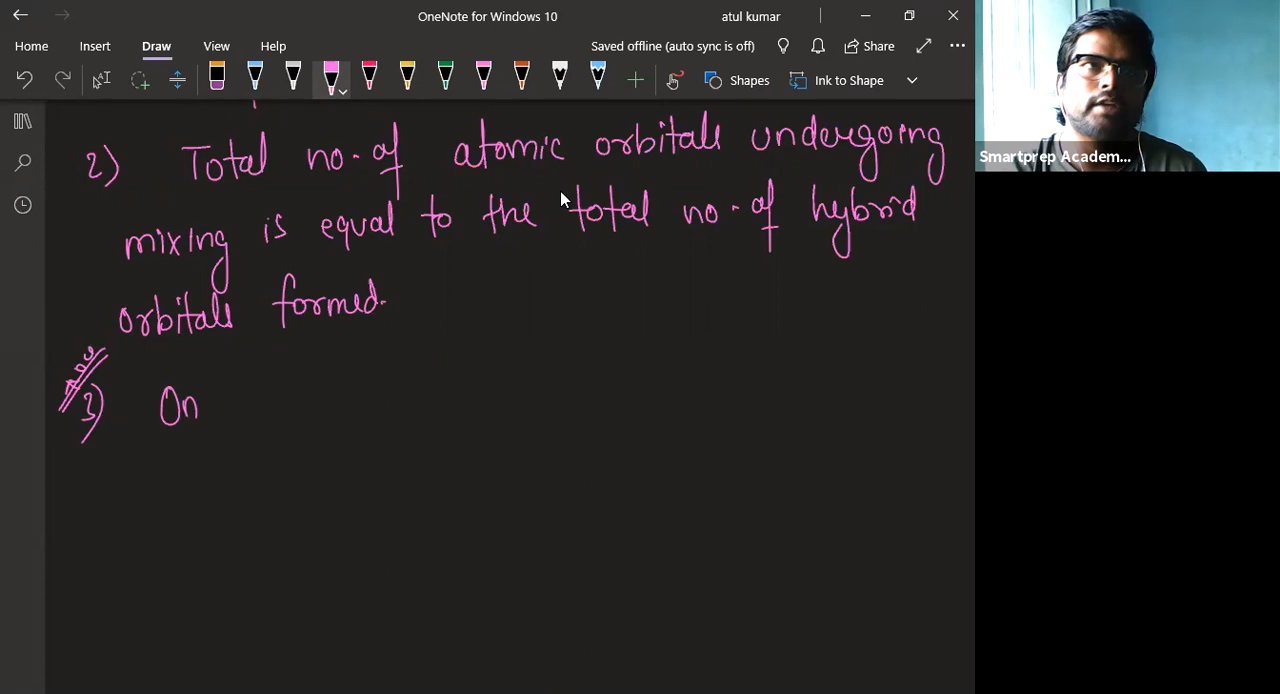 OneNote for Windows 10
atul kumar
Home Insert Draw View Help
Saved offline (auto sync is off)
Share
Shapes
Ink to Shape
Smartprep Academ...
2) Total no. of atomic orbitals undergoing
mixing is equal to the total no. of hybrid
orbitals formed.
3) On